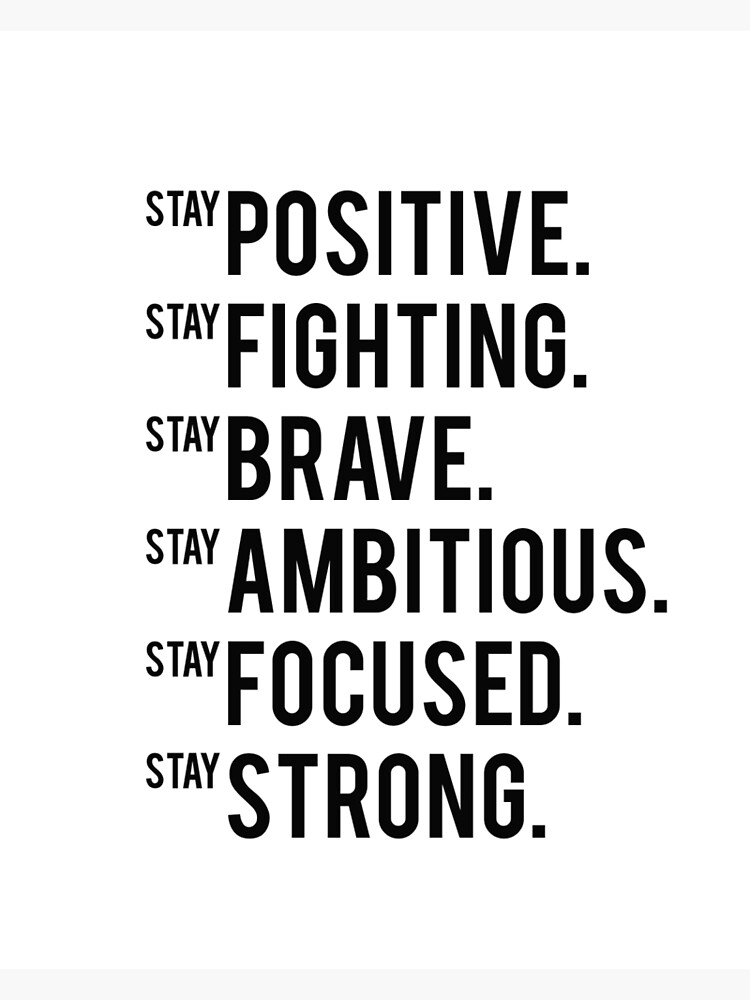 STAY POSITIVE.
STAY FIGHTING.
STAY BRAVE.
STAY AMBITIOUS.
STAY FOCUSED.
STAY STRONG.